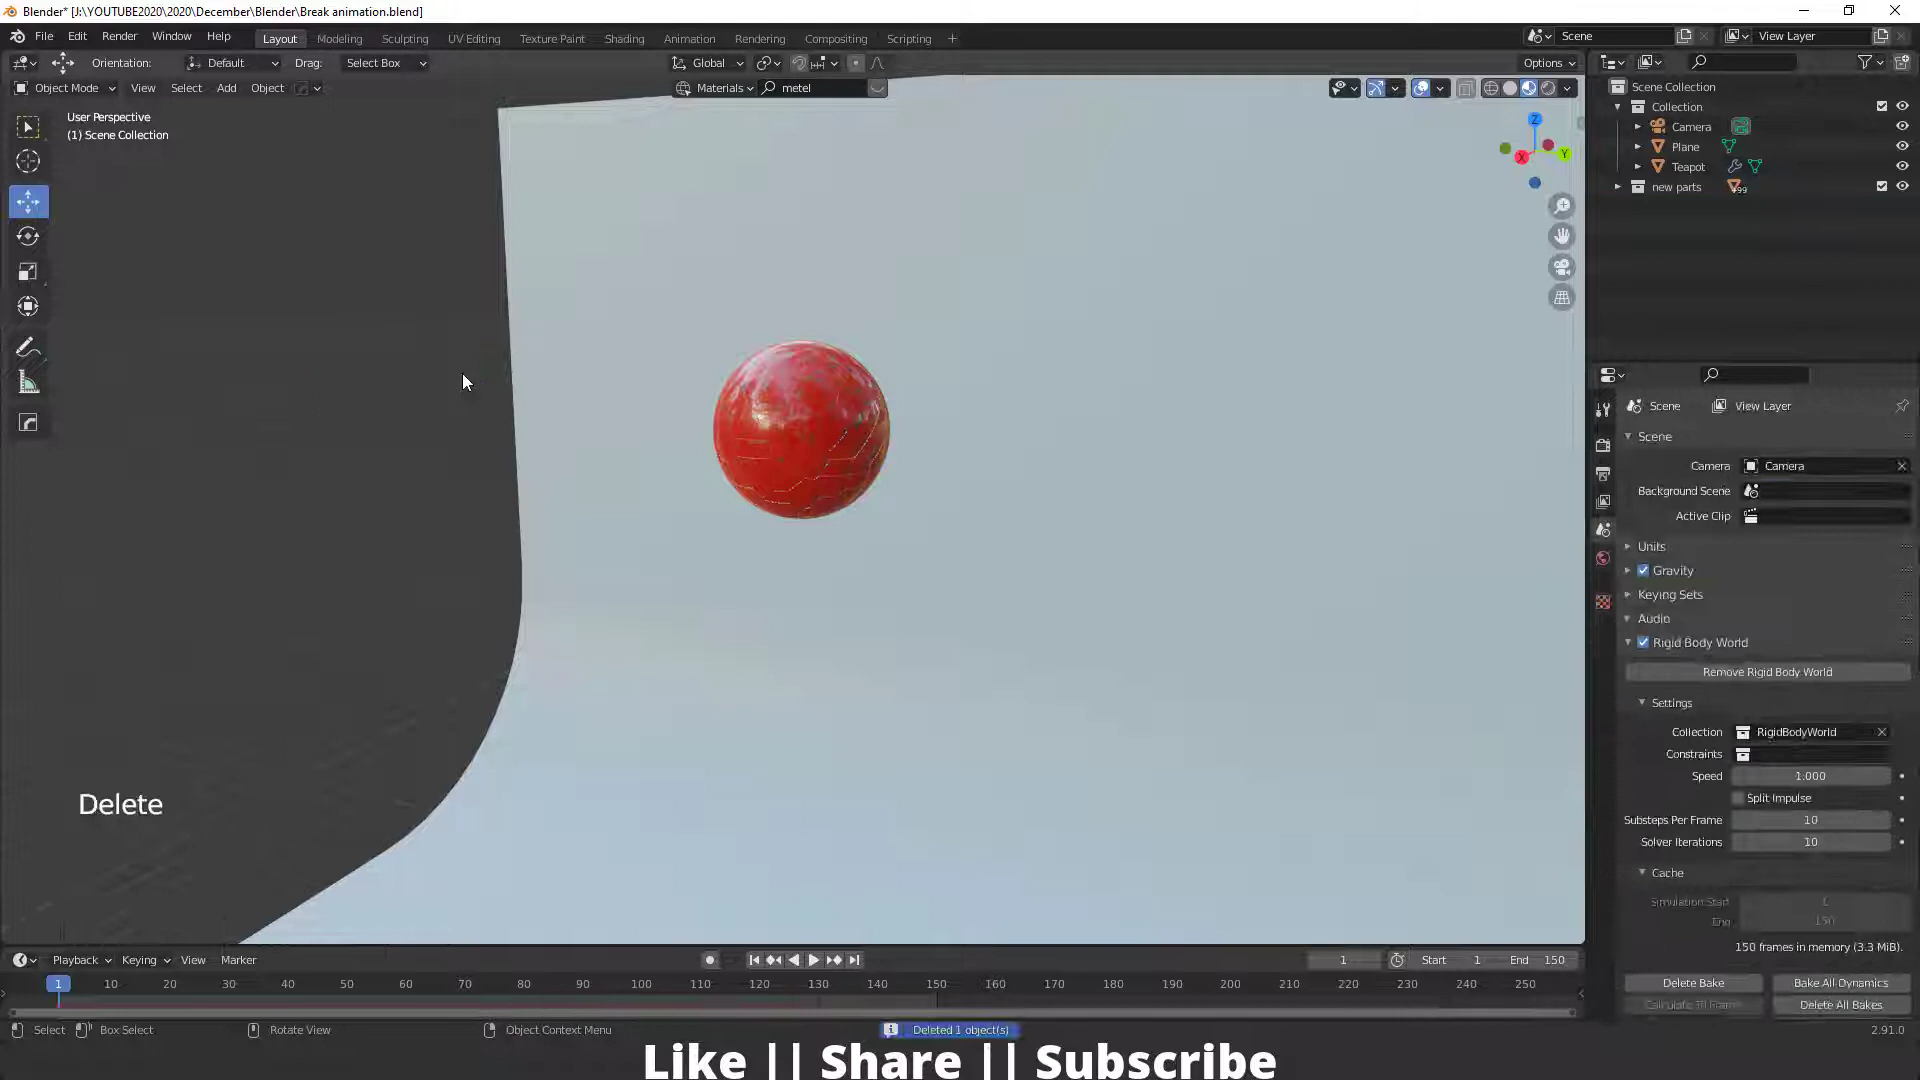 Blender* [J:\YOUTUBE2020\2020\December\Blender\Break animation.blend]
File Edit Render Window Help Layout Modeling Sculpting UV Editing Texture Paint Shading Animation Rendering Compositing Scripting + Scene View Layer
Orientation: Default Drag: Select Box Global Options
Object Mode View Select Add Object Materials metel
User Perspective
(1) Scene Collection
Z
X
Y
Scene Collection
Collection
Camera
Plane
Teapot
new parts
Scene View Layer
Scene
Camera Camera
Background Scene
Active Clip
Units
Gravity
Keying Sets
Audio
Rigid Body World
Remove Rigid Body World
Settings
Collection RigidBodyWorld
Constraints
Speed 1.000
Split Impulse
Substeps Per Frame 10
Solver Iterations 10
Cache
Simulation Start 1
End 150
150 frames in memory (3.3 MiB).
Delete Bake Bake All Dynamics
Calculate To Frame Delete All Bakes
Delete
Playback Keying View Marker 1 Start 1 End 150
1 10 20 30 40 50 60 70 80 90 100 110 120 130 140 150 160 170 180 190 200 210 220 230 240 250
Select Box Select Rotate View Object Context Menu Deleted 1 object(s) 2.91.0
Like || Share || Subscribe